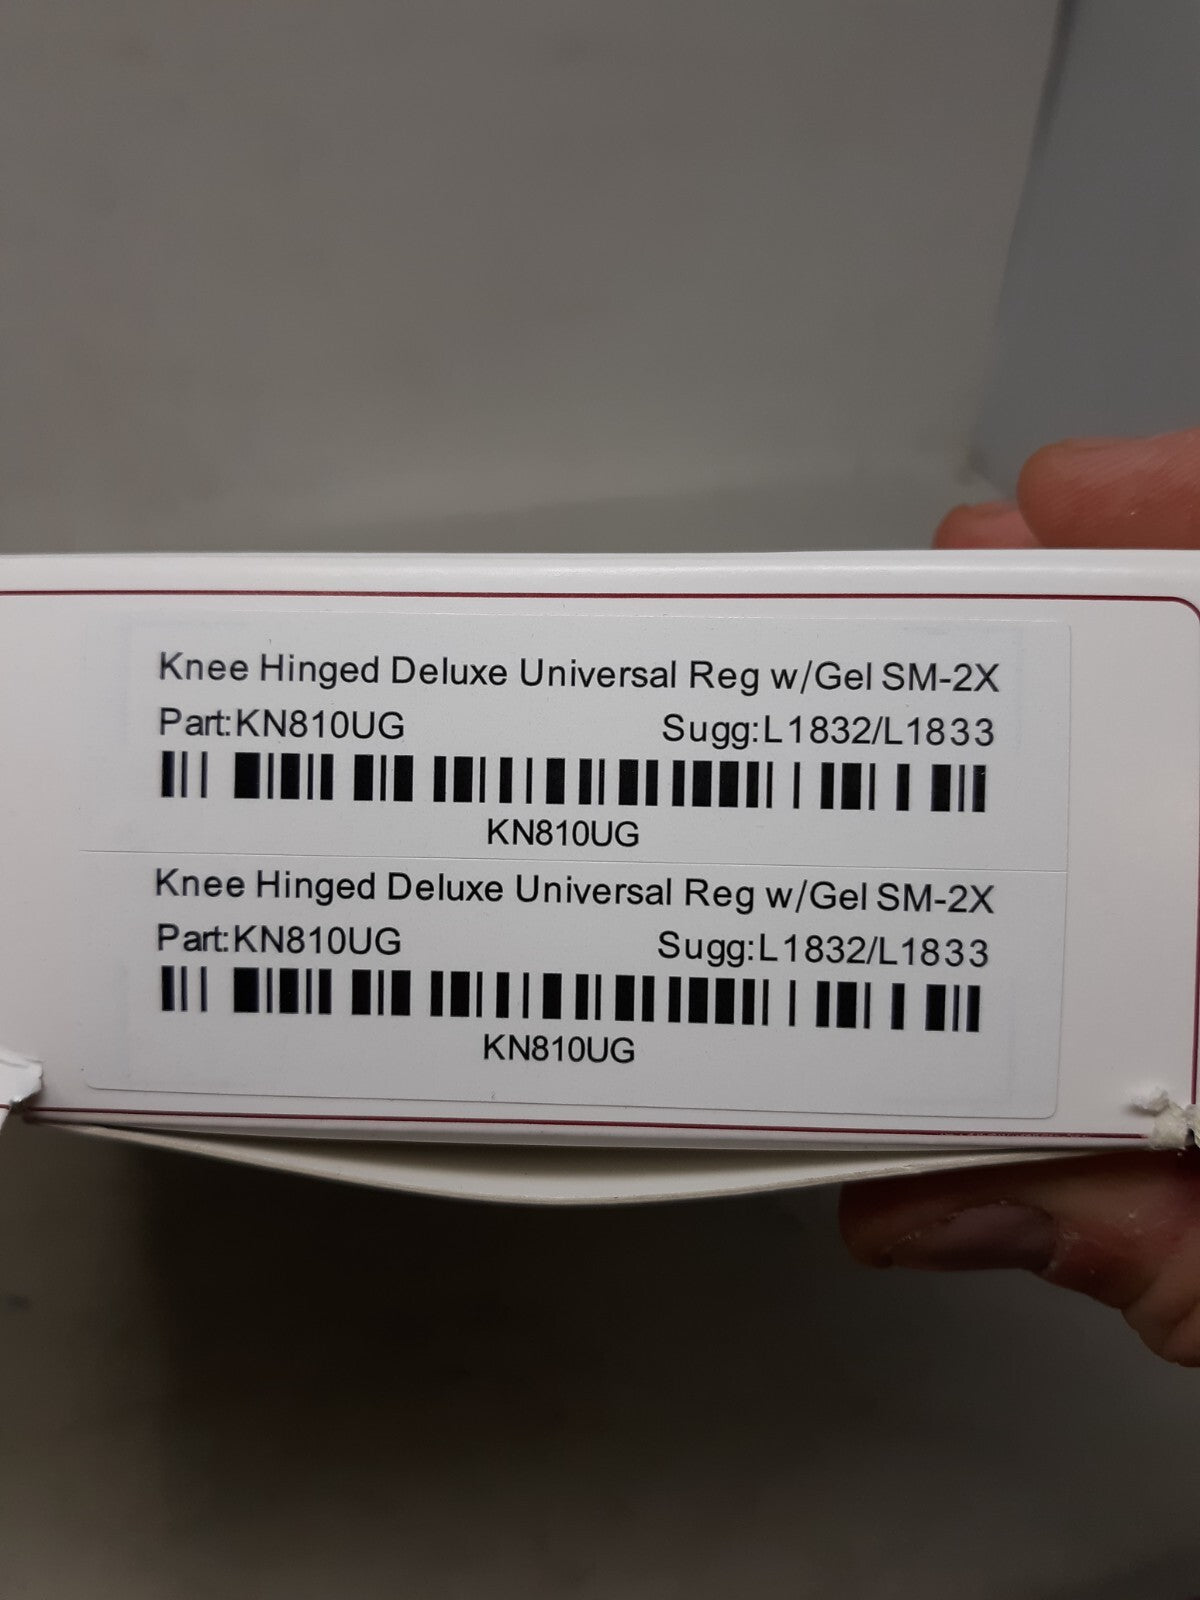 Knee Hinged Deluxe Universal Reg w/Gel SM-2X
Part:KN810UG Sugg:L1832/L1833
KN810UG
Knee Hinged Deluxe Universal Reg w/Gel SM-2X
Part:KN810UG Sugg:L1832/L1833
KN810UG